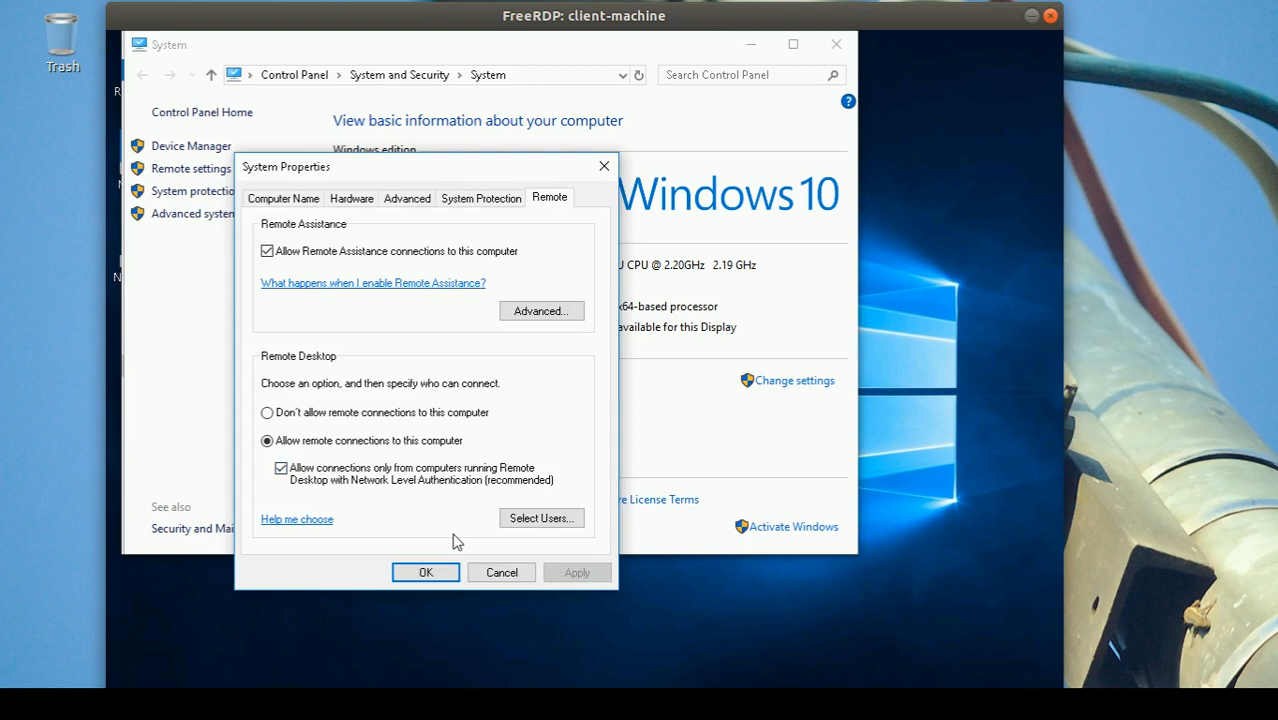 FreeRDP: client-machine
Trash
System
Control Panel > System and Security > System
Search Control Panel
Control Panel Home
Device Manager
Remote settings
System protectio
Advanced system
View basic information about your computer
Windows edition
Windows 10
U CPU @ 2.20GHz 2.19 GHz
x64-based processor
available for this Display
Change settings
re License Terms
Activate Windows
See also
Security and Mai
System Properties
Computer Name
Hardware
Advanced
System Protection
Remote
Remote Assistance
Allow Remote Assistance connections to this computer
What happens when I enable Remote Assistance?
Advanced...
Remote Desktop
Choose an option, and then specify who can connect.
Don't allow remote connections to this computer
Allow remote connections to this computer
Allow connections only from computers running Remote
Desktop with Network Level Authentication (recommended)
Help me choose
Select Users...
OK
Cancel
Apply